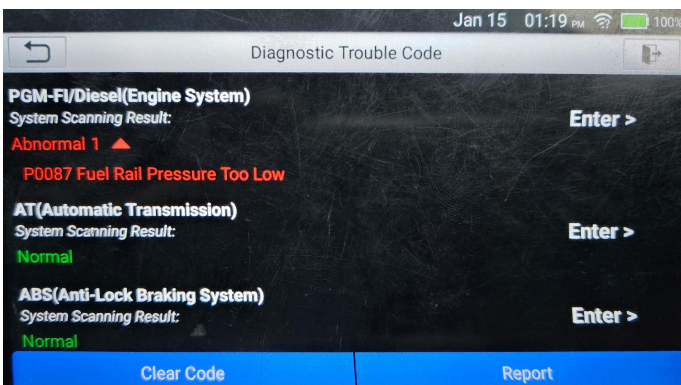 Jan 15 01:19 PM 100%
Diagnostic Trouble Code
PGM-FI/Diesel(Engine System)
System Scanning Result:
Enter >
Abnormal 1
P0087 Fuel Rail Pressure Too Low
AT(Automatic Transmission)
System Scanning Result:
Enter >
Normal
ABS(Anti-Lock Braking System)
System Scanning Result:
Enter >
Normal
Clear Code Report